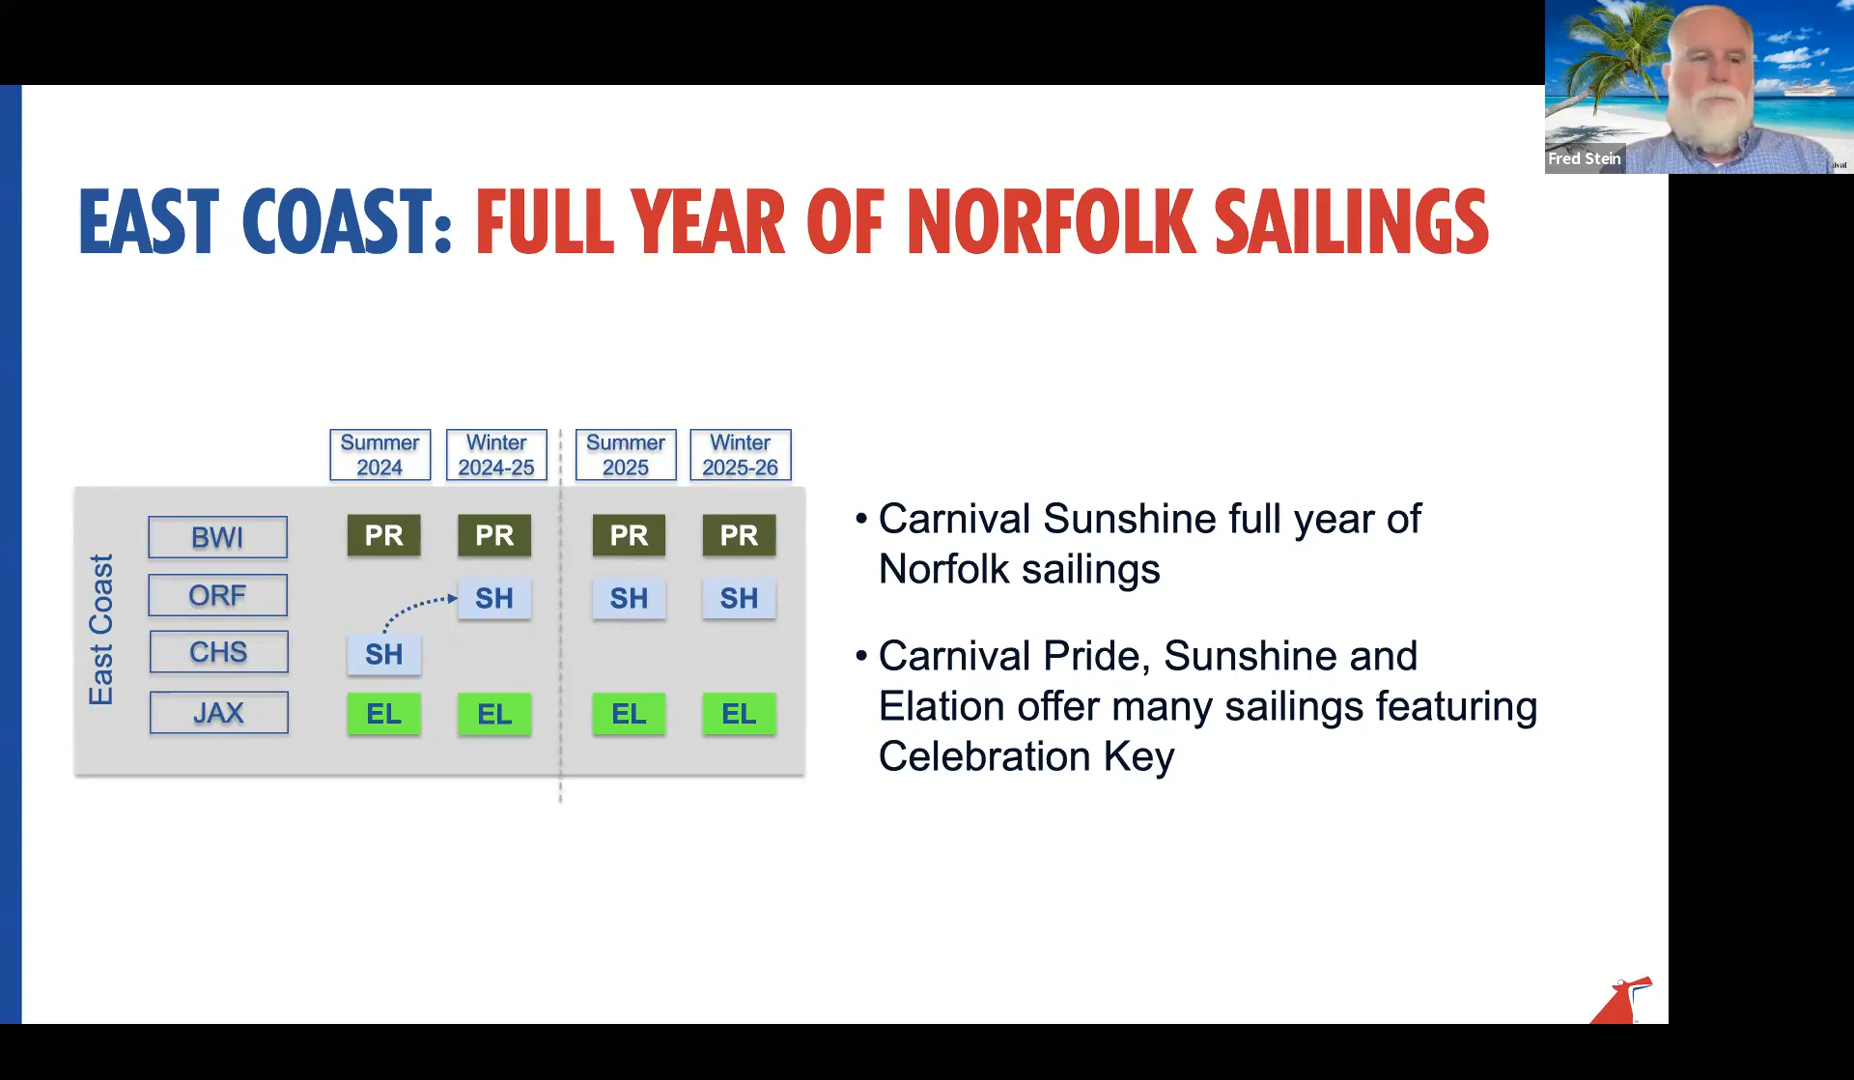 Fred Stein
ival
EAST COAST: FULL YEAR OF NORFOLK SAILINGS
Summer 2024
Winter 2024-25
Summer 2025
Winter 2025-26
East Coast
BWI PR PR PR PR
ORF SH SH SH
CHS SH
JAX EL EL EL EL
• Carnival Sunshine full year of
Norfolk sailings
• Carnival Pride, Sunshine and
Elation offer many sailings featuring
Celebration Key